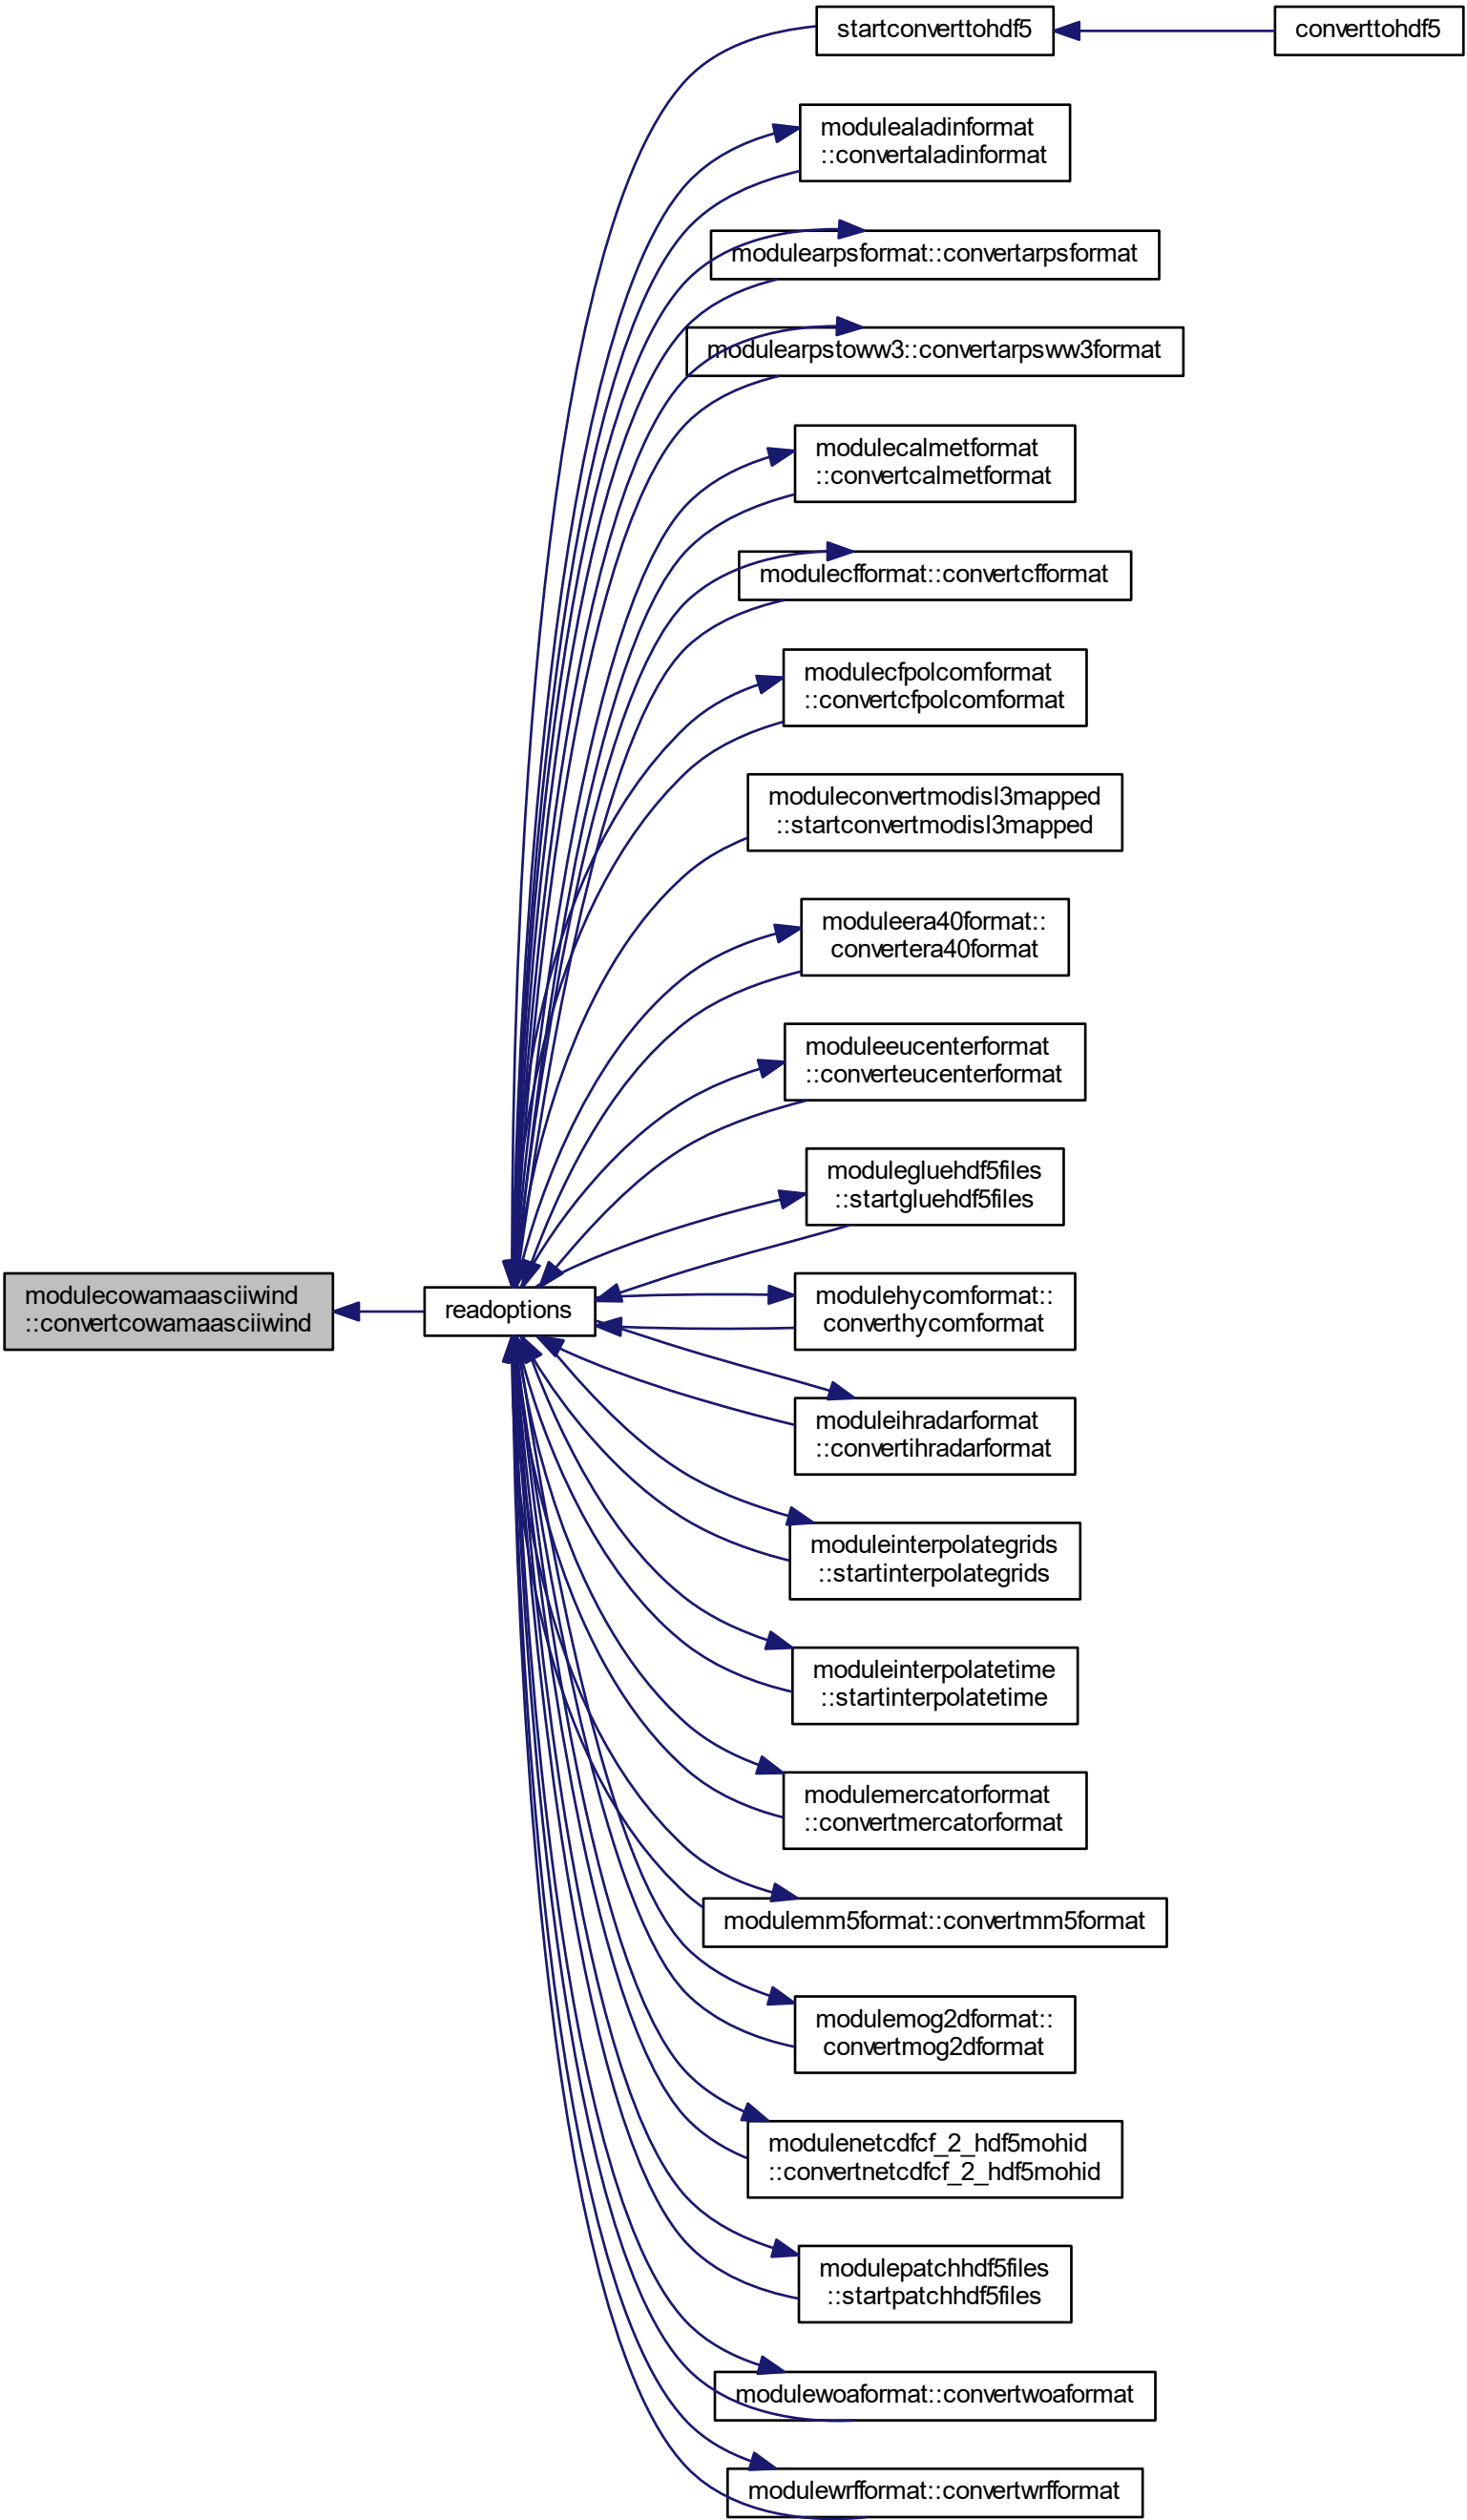 startconverttohdf5
converttohdf5
modulealadinformat
::convertaladinformat
modulearpsformat::convertarpsformat
modulearpstoww3::convertarpsww3format
modulecalmetformat
::convertcalmetformat
modulecfformat::convertcfformat
modulecfpolcomformat
::convertcfpolcomformat
moduleconvertmodisl3mapped
::startconvertmodisl3mapped
moduleera40format::
convertera40format
moduleeucenterformat
::converteucenterformat
modulegluehdf5files
::startgluehdf5files
modulecowamaasciiwind
::convertcowamaasciiwind
readoptions
modulehycomformat::
converthycomformat
moduleihradarformat
::convertihradarformat
moduleinterpolategrids
::startinterpolategrids
moduleinterpolatetime
::startinterpolatetime
modulemercatorformat
::convertmercatorformat
modulemm5format::convertmm5format
modulemog2dformat::
convertmog2dformat
modulenetcdfcf_2_hdf5mohid
::convertnetcdfcf_2_hdf5mohid
modulepatchhdf5files
::startpatchhdf5files
modulewoaformat::convertwoaformat
modulewrfformat::convertwrfformat